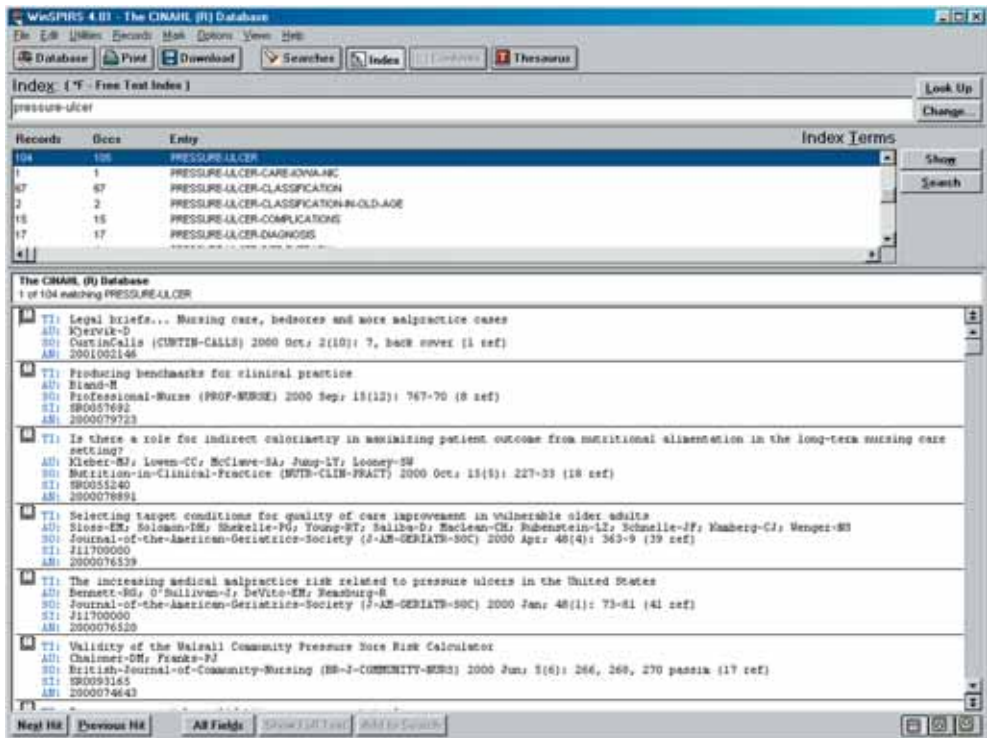 WinSPIRS 4.01 - The CINAHL (R) Database
File Edit Utilities Records Mark Options Views Help
Database Print Download Searches Index Thesaurus
Index: ( *F - Free Text Index )
Look Up
pressure-ulcer
Change...
Records Occs Entry Index Terms
104 105 PRESSURE-ULCER
Show
1 1 PRESSURE-ULCER-CARE-IOWA-NIC
67 67 PRESSURE-ULCER-CLASSIFICATION
Search
2 2 PRESSURE-ULCER-CLASSIFICATION-IN-OLD-AGE
15 15 PRESSURE-ULCER-COMPLICATIONS
17 17 PRESSURE-ULCER-DIAGNOSIS
The CINAHL (R) Database
1 of 104 matching PRESSURE-ULCER
TI: Legal briefs... Nursing care, bedsores and more malpractice cases
AU: Kjervik-D
SO: CurtinCalls (CURTIN-CALLS) 2000 Oct; 2(10): 7, back cover (1 ref)
AN: 2001002146
TI: Producing benchmarks for clinical practice
AU: Bland-M
SO: Professional-Nurse (PROF-NURSE) 2000 Sep; 15(12): 767-70 (8 ref)
SI: SR0057692
AN: 2000079723
TI: Is there a role for indirect calorimetry in maximizing patient outcome from nutritional alimentation in the long-term nursing care
setting?
AU: Kleber-MJ; Lowen-CC; McClave-SA; Jung-LY; Looney-SW
SO: Nutrition-in-Clinical-Practice (NUTR-CLIN-PRACT) 2000 Oct; 15(5): 227-33 (18 ref)
SI: SR0055240
AN: 2000078891
TI: Selecting target conditions for quality of care improvement in vulnerable older adults
AU: Sloss-EM; Solomon-DH; Shekelle-PG; Young-RT; Saliba-D; MacLean-CH; Rubenstein-LZ; Schnelle-JF; Kamberg-CJ; Wenger-NS
SO: Journal-of-the-American-Geriatrics-Society (J-AM-GERIATR-SOC) 2000 Apr; 48(4): 363-9 (39 ref)
SI: J11700000
AN: 2000076539
TI: The increasing medical malpractice risk related to pressure ulcers in the United States
AU: Bennett-RG; O'Sullivan-J; DeVito-EM; Remsburg-R
SO: Journal-of-the-American-Geriatrics-Society (J-AM-GERIATR-SOC) 2000 Jan; 48(1): 73-81 (41 ref)
SI: J11700000
AN: 2000076520
TI: Validity of the Walsall Community Pressure Sore Risk Calculator
AU: Chaloner-DM; Franks-PJ
SO: British-Journal-of-Community-Nursing (BR-J-COMMUNITY-NURS) 2000 Jun; 5(6): 266, 268, 270 passim (17 ref)
SI: SR0093165
AN: 2000074643
Next Hit Previous Hit All Fields Show Full Text Add to Search